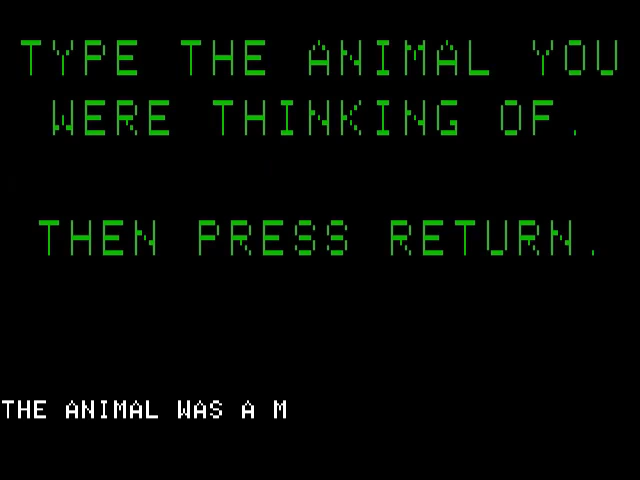 TYPE THE ANIMAL YOU
WERE THINKING OF.
THEN PRESS RETURN.
THE ANIMAL WAS A M